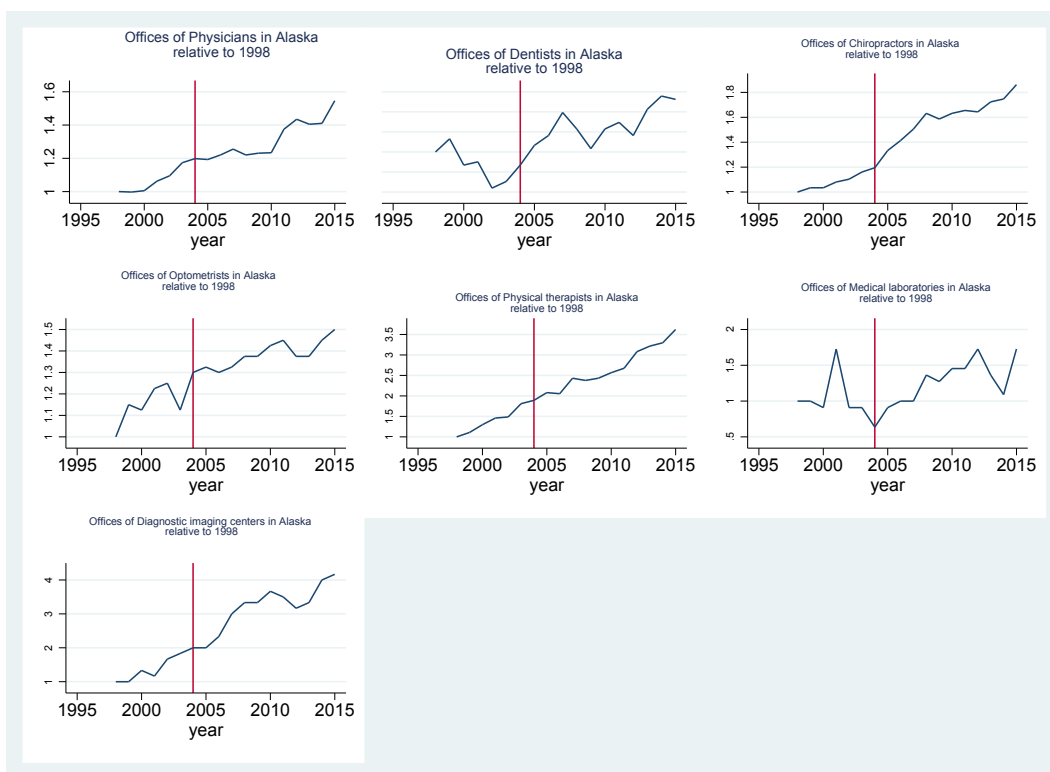 Offices of Physicians in Alaska
relative to 1998
1 1.2 1.4 1.6
1995 2000 2005 2010 2015
year
Offices of Dentists in Alaska
relative to 1998
1995 2000 2005 2010 2015
year
Offices of Chiropractors in Alaska
relative to 1998
1 1.2 1.4 1.6 1.8
1995 2000 2005 2010 2015
year
Offices of Optometrists in Alaska
relative to 1998
1 1.1 1.2 1.3 1.4 1.5
1995 2000 2005 2010 2015
year
Offices of Physical therapists in Alaska
relative to 1998
1 1.5 2 2.5 3 3.5
1995 2000 2005 2010 2015
year
Offices of Medical laboratories in Alaska
relative to 1998
.5 1 1.5 2
1995 2000 2005 2010 2015
year
Offices of Diagnostic imaging centers in Alaska
relative to 1998
1 2 3 4
1995 2000 2005 2010 2015
year